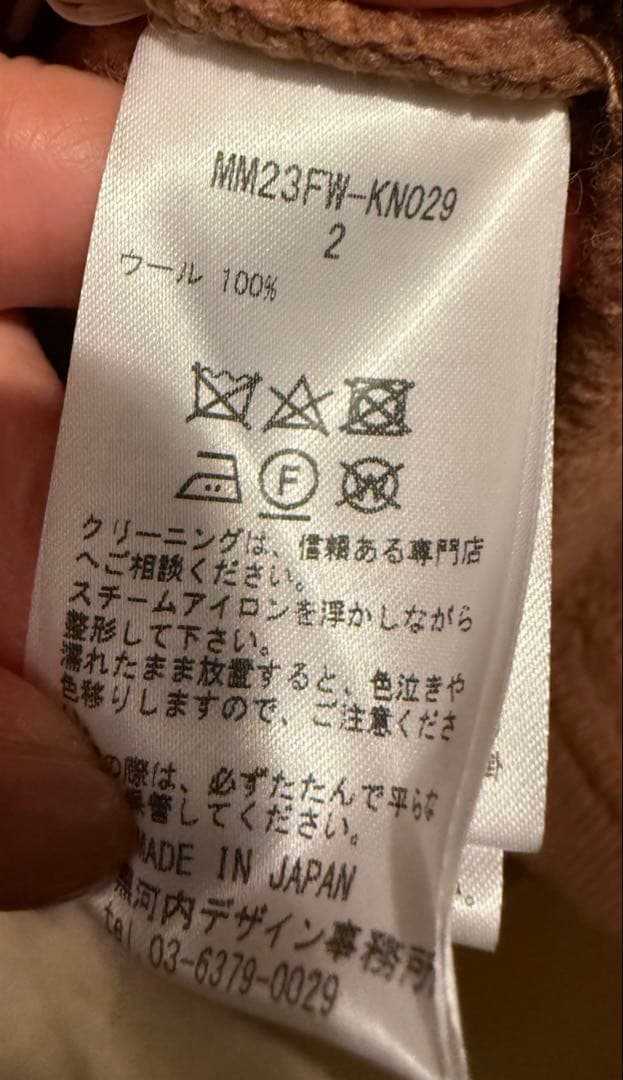 MM23FW-KN029
2
ウール 100%
F
W
クリーニングは、信頼ある専門店
へご相談ください。
スチームアイロンを浮かしながら
整形して下さい。
濡れたまま放置すると、色泣きや
色移りしますので、ご注意くださ
の際は、必ずたたんで平らな
管してください。
MADE IN JAPAN
黒河内デザイン事務所
tel 03-6379-0029